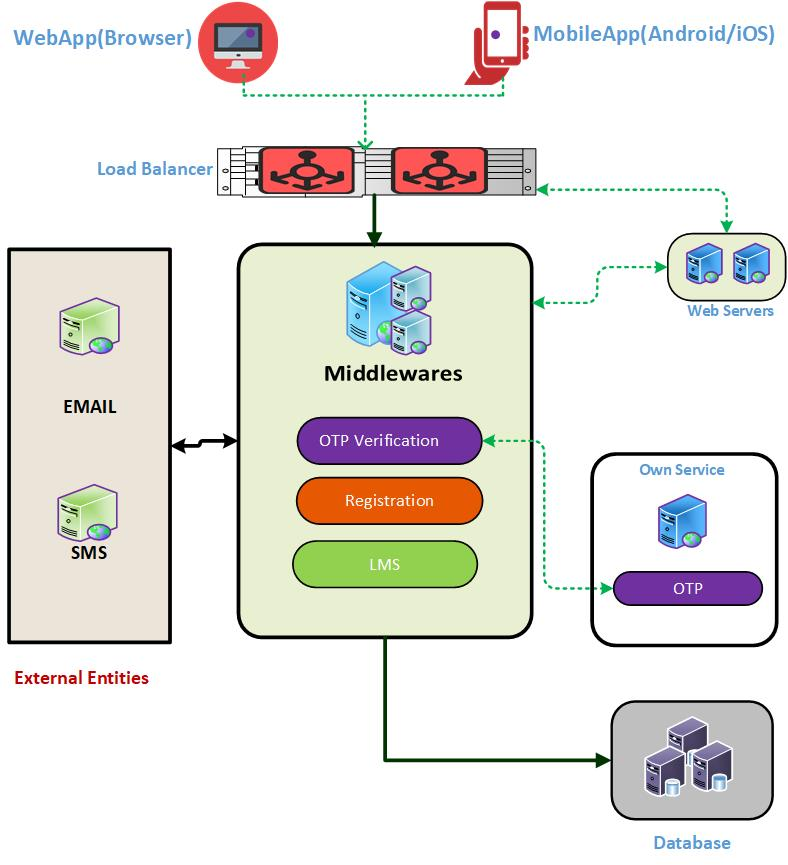 WebApp(Browser)
MobileApp(Android/iOS)
Load Balancer
Web Servers
Middlewares
EMAIL
OTP Verification
Own Service
Registration
SMS
LMS
OTP
External Entities
Database